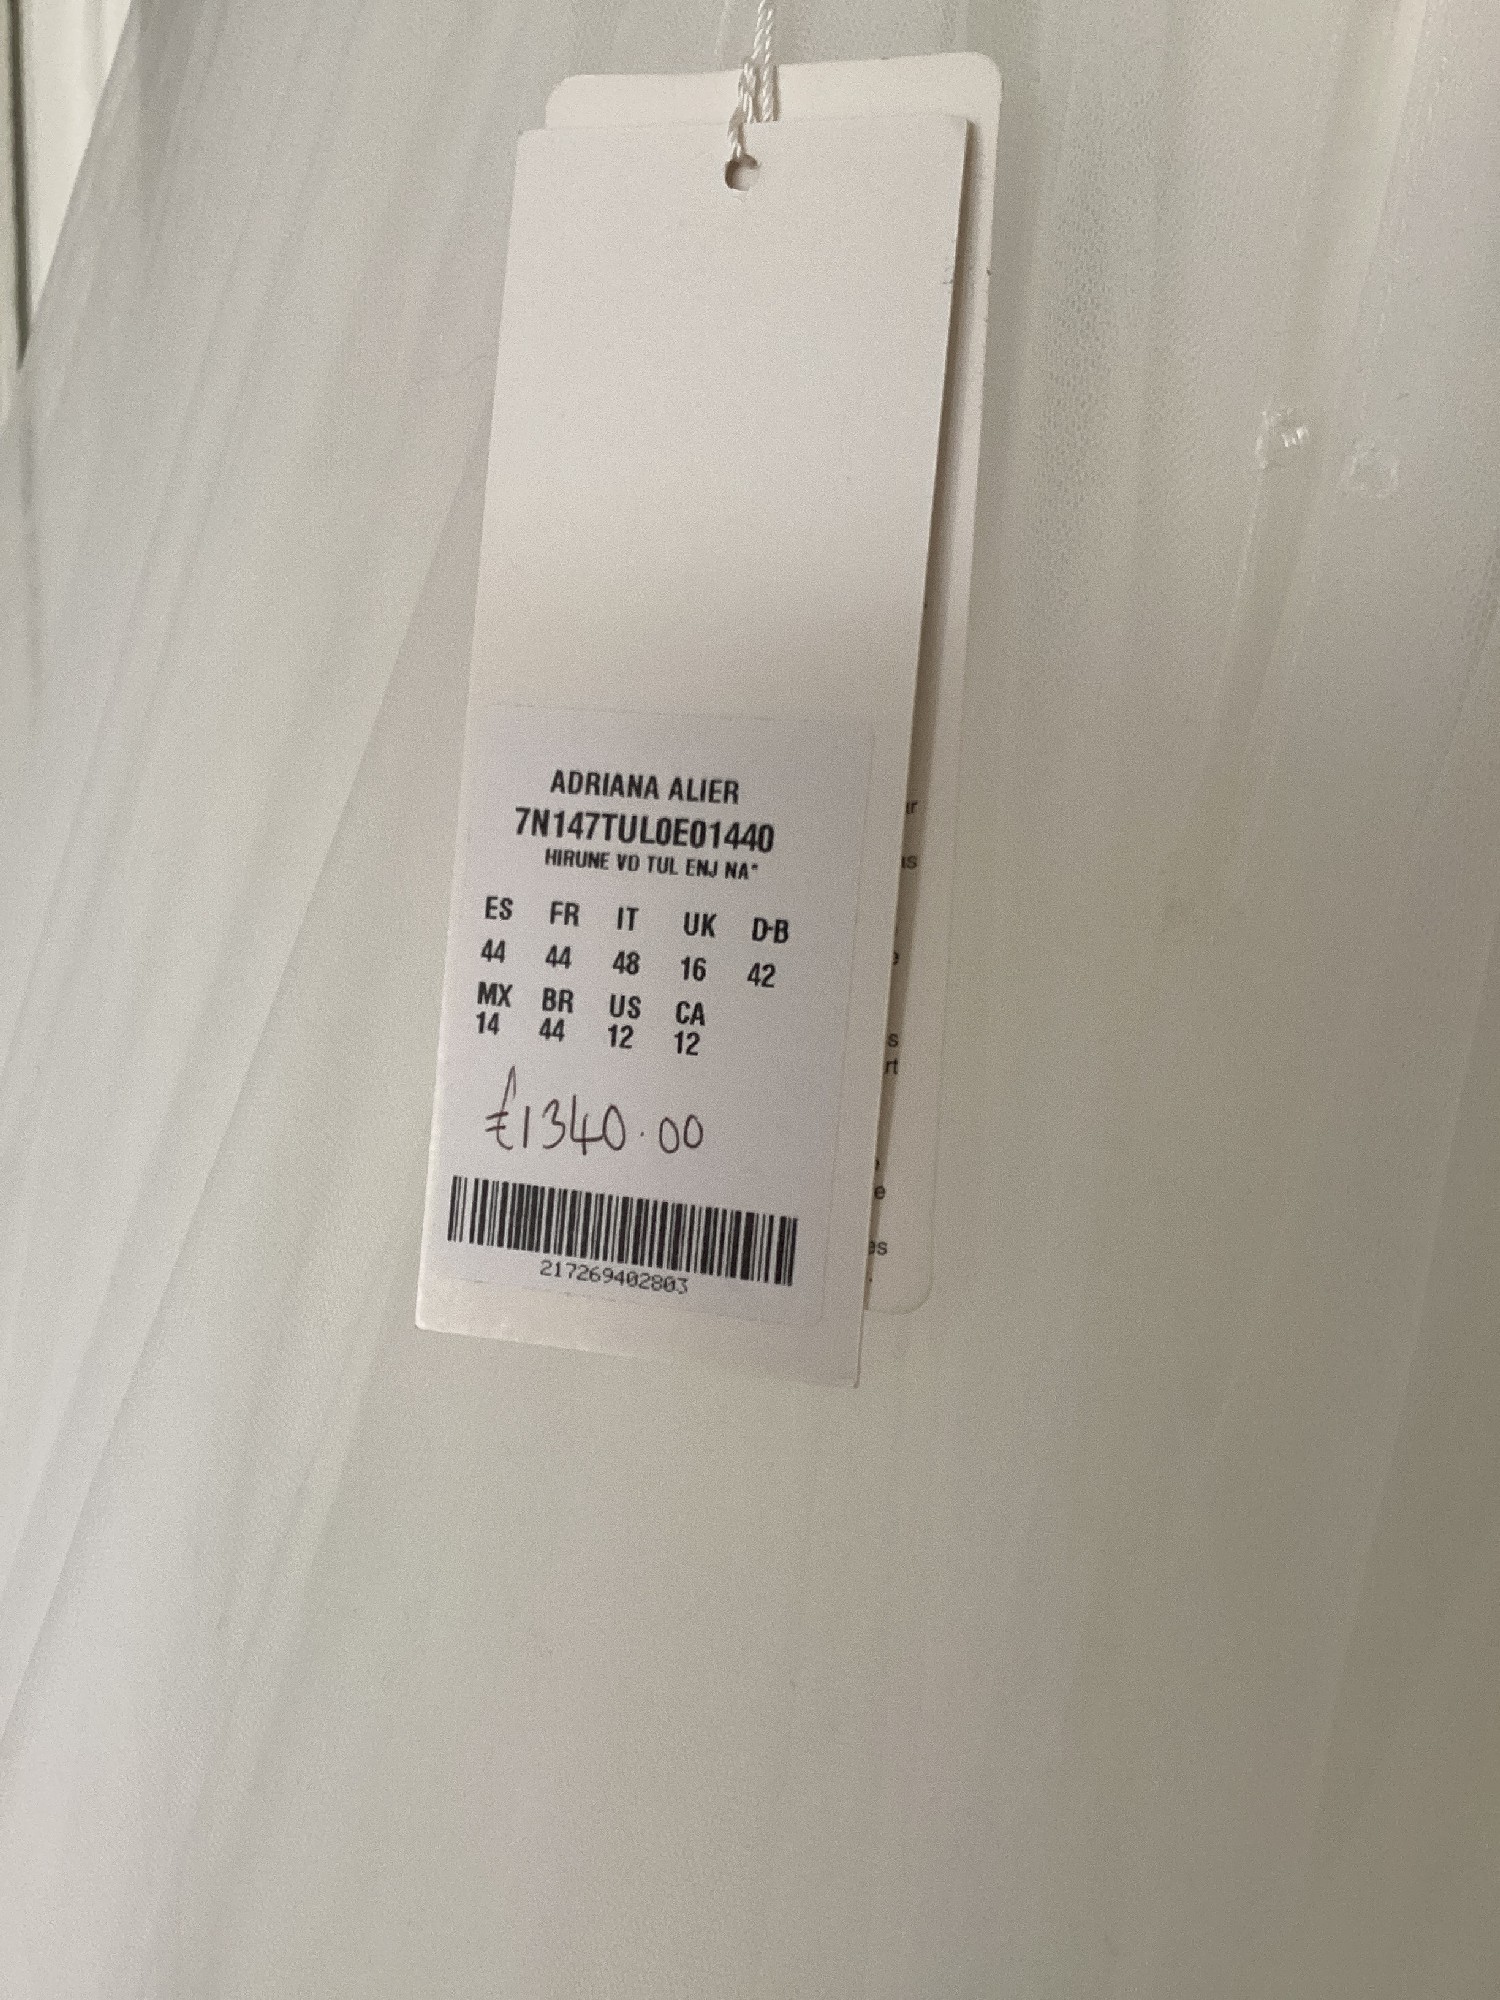 ADRIANA ALIER
7N147TUL0E01440
HIRUNE VD TUL ENJ NA*
ES FR IT UK D-B
44 44 48 16 42
MX BR US CA
14 44 12 12
£1340.00
217269402803